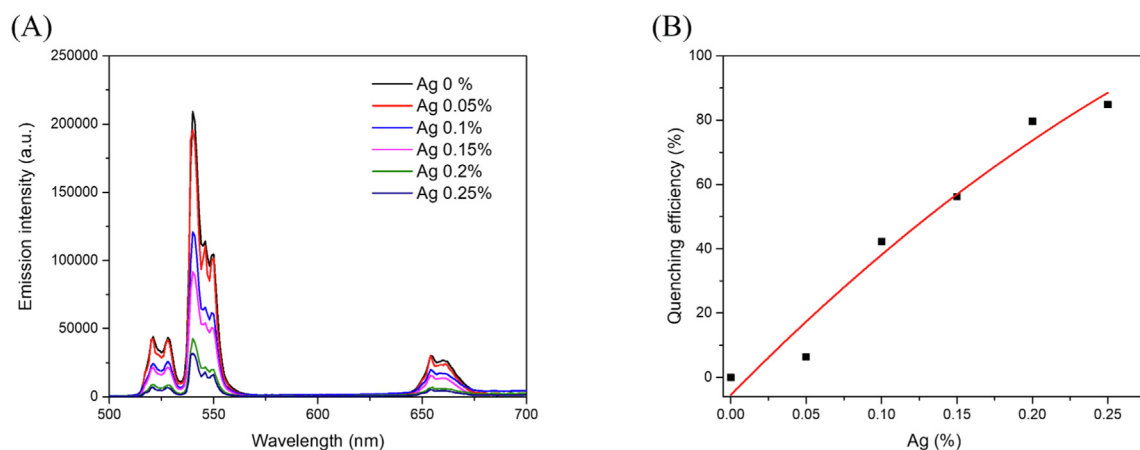 (A)
250000
200000
150000
100000
50000
0
Emission intensity (a.u.)
Ag 0 %
Ag 0.05%
Ag 0.1%
Ag 0.15%
Ag 0.2%
Ag 0.25%
500 550 600 650 700
Wavelength (nm)
(B)
100
80
60
40
20
0
Quenching efficiency (%)
0.00 0.05 0.10 0.15 0.20 0.25
Ag (%)